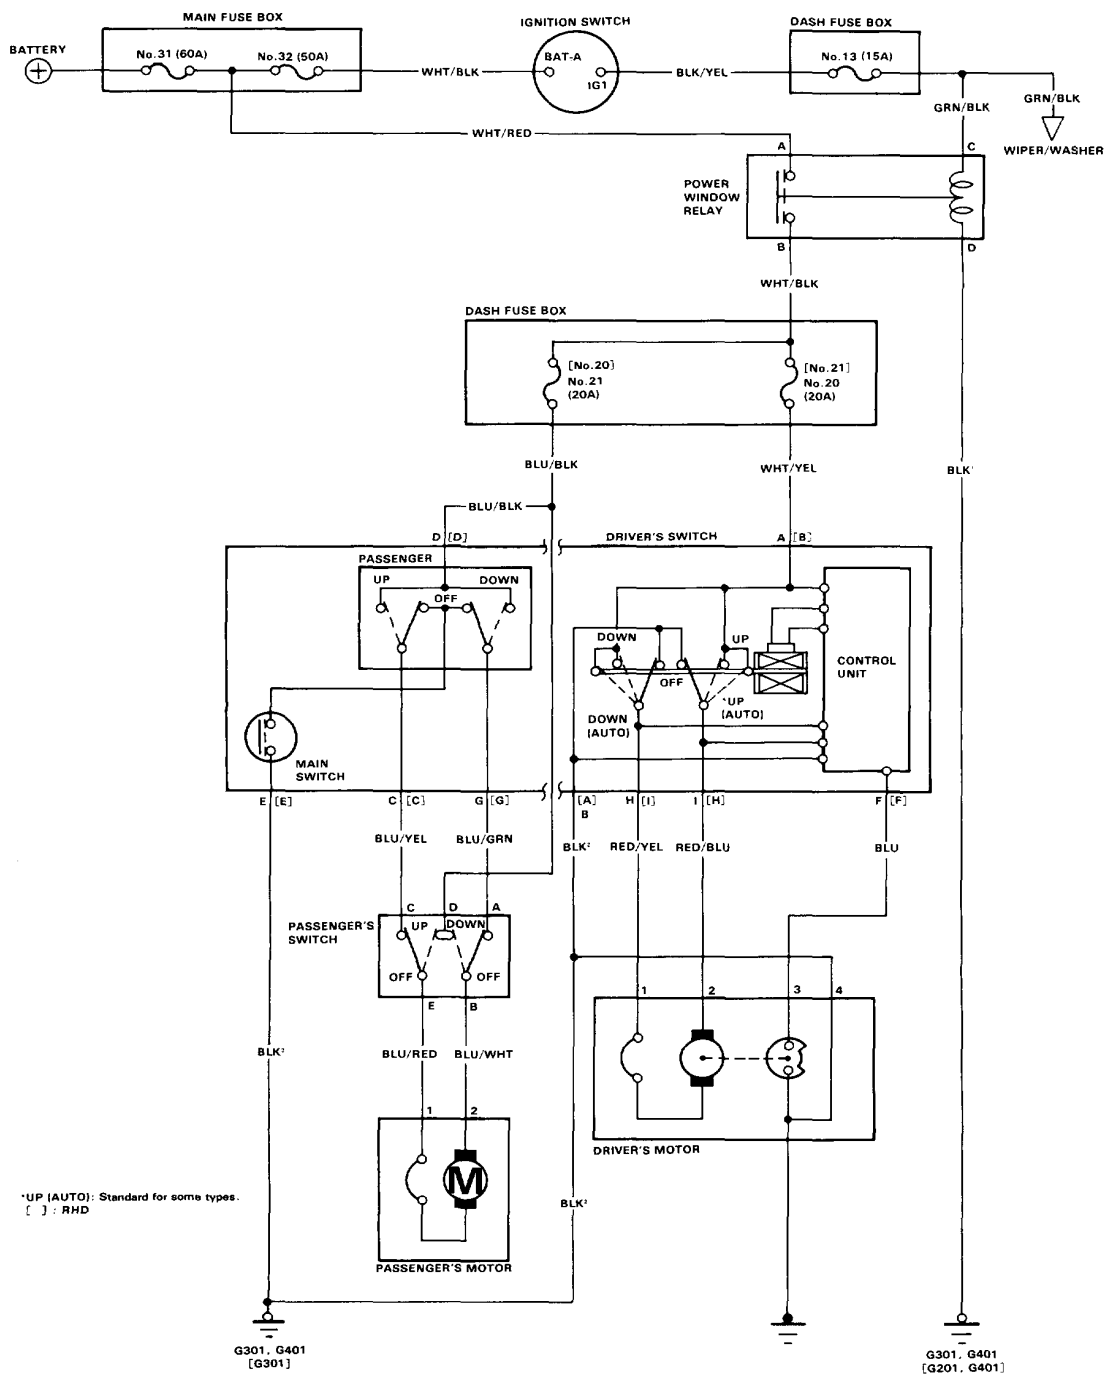 MAIN FUSE BOX
IGNITION SWITCH
DASH FUSE BOX
BATTERY
No.31 (60A)
No.32 (50A)
BAT-A
IG1
No.13 (15A)
WHT/BLK
BLK/YEL
GRN/BLK
GRN/BLK
WIPER/WASHER
WHT/RED
A
C
POWER
WINDOW
RELAY
B
D
WHT/BLK
DASH FUSE BOX
[No.20]
No.21
(20A)
[No.21]
No.20
(20A)
BLU/BLK
WHT/YEL
BLK¹
BLU/BLK
D [D]
DRIVER'S SWITCH
A [B]
PASSENGER
UP
DOWN
OFF
DOWN
UP
OFF
CONTROL
UNIT
DOWN
(AUTO)
*UP
(AUTO)
MAIN
SWITCH
E [E]
C [C]
G [G]
[A]
B
H [I]
I [H]
F [F]
BLU/YEL
BLU/GRN
BLK²
RED/YEL
RED/BLU
BLU
C
D
A
PASSENGER'S
SWITCH
UP
DOWN
OFF
OFF
E
B
1
2
3
4
BLK²
BLU/RED
BLU/WHT
1
2
M
DRIVER'S MOTOR
*UP (AUTO): Standard for some types.
[ ] : RHD
BLK²
PASSENGER'S MOTOR
G301, G401
[G301]
G301, G401
[G201, G401]